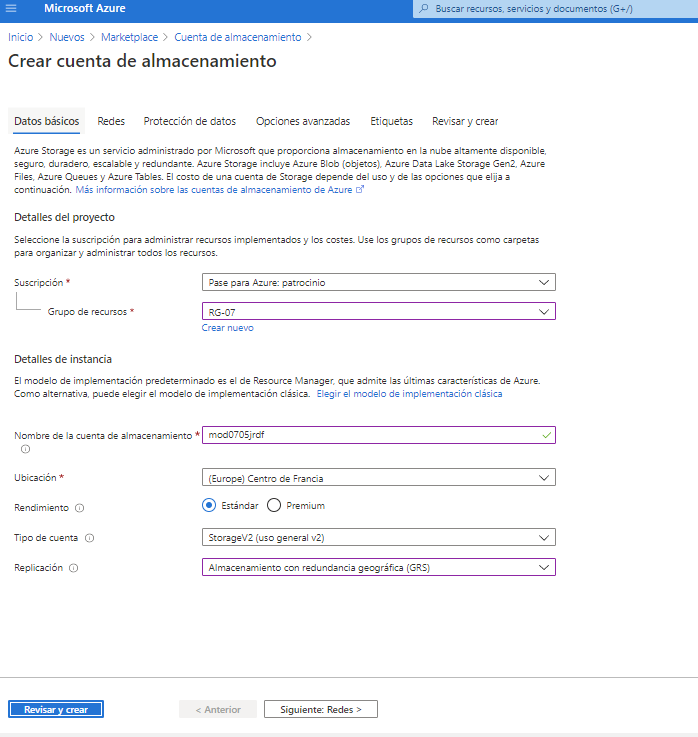 Microsoft Azure
Buscar recursos, servicios y documentos (G+/)
Inicio > Nuevos > Marketplace > Cuenta de almacenamiento >
Crear cuenta de almacenamiento
Datos básicos Redes Protección de datos Opciones avanzadas Etiquetas Revisar y crear
Azure Storage es un servicio administrado por Microsoft que proporciona almacenamiento en la nube altamente disponible,
seguro, duradero, escalable y redundante. Azure Storage incluye Azure Blob (objetos), Azure Data Lake Storage Gen2, Azure
Files, Azure Queues y Azure Tables. El costo de una cuenta de Storage depende del uso y de las opciones que elija a
continuación. Más información sobre las cuentas de almacenamiento de Azure
Detalles del proyecto
Seleccione la suscripción para administrar recursos implementados y los costes. Use los grupos de recursos como carpetas
para organizar y administrar todos los recursos.
Suscripción * Pase para Azure: patrocinio
Grupo de recursos * RG-07
Crear nuevo
Detalles de instancia
El modelo de implementación predeterminado es el de Resource Manager, que admite las últimas características de Azure.
Como alternativa, puede elegir el modelo de implementación clásica. Elegir el modelo de implementación clásica
Nombre de la cuenta de almacenamiento * mod0705jrdf
Ubicación * (Europe) Centro de Francia
Rendimiento Estándar Premium
Tipo de cuenta StorageV2 (uso general v2)
Replicación Almacenamiento con redundancia geográfica (GRS)
Revisar y crear < Anterior Siguiente: Redes >